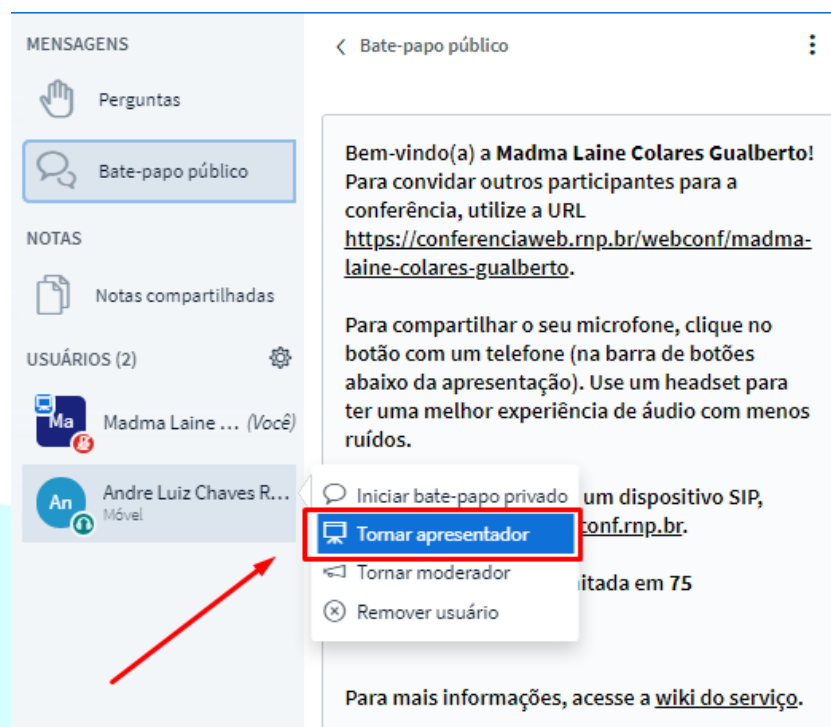 MENSAGENS
Perguntas
Bate-papo público
NOTAS
Notas compartilhadas
USUÁRIOS (2)
Ma
Madma Laine ... (Você)
An
Andre Luiz Chaves R...
Móvel
Bate-papo público
Bem-vindo(a) a Madma Laine Colares Gualberto!
Para convidar outros participantes para a
conferência, utilize a URL
https://conferenciaweb.rnp.br/webconf/madma-
laine-colares-gualberto.
Para compartilhar o seu microfone, clique no
botão com um telefone (na barra de botões
abaixo da apresentação). Use um headset para
ter uma melhor experiência de áudio com menos
ruídos.
um dispositivo SIP,
conf.rnp.br.
itada em 75
Iniciar bate-papo privado
Tornar apresentador
Tornar moderador
Remover usuário
Para mais informações, acesse a wiki do serviço.